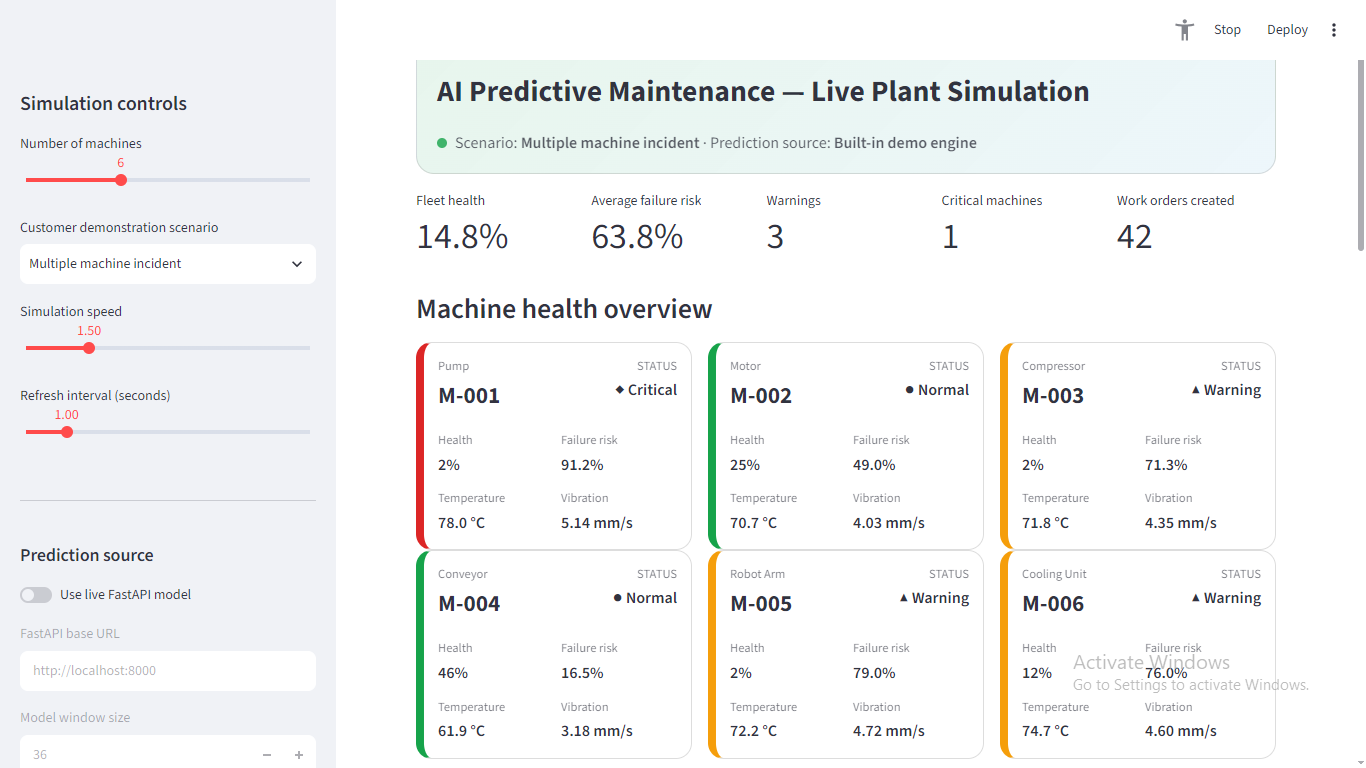 Stop Deploy
Simulation controls
Number of machines
6
Customer demonstration scenario
Multiple machine incident
Simulation speed
1.50
Refresh interval (seconds)
1.00
Prediction source
Use live FastAPI model
FastAPI base URL
http://localhost:8000
Model window size
36
AI Predictive Maintenance — Live Plant Simulation
Scenario: Multiple machine incident · Prediction source: Built-in demo engine
Fleet health Average failure risk Warnings Critical machines Work orders created
14.8% 63.8% 3 1 42
Machine health overview
Pump STATUS
M-001 ◆ Critical
Health Failure risk
2% 91.2%
Temperature Vibration
78.0 °C 5.14 mm/s
Motor STATUS
M-002 ● Normal
Health Failure risk
25% 49.0%
Temperature Vibration
70.7 °C 4.03 mm/s
Compressor STATUS
M-003 ▲ Warning
Health Failure risk
2% 71.3%
Temperature Vibration
71.8 °C 4.35 mm/s
Conveyor STATUS
M-004 ● Normal
Health Failure risk
46% 16.5%
Temperature Vibration
61.9 °C 3.18 mm/s
Robot Arm STATUS
M-005 ▲ Warning
Health Failure risk
2% 79.0%
Temperature Vibration
72.2 °C 4.72 mm/s
Cooling Unit STATUS
M-006 ▲ Warning
Health Failure risk
12% 76.0%
Temperature Vibration
74.7 °C 4.60 mm/s
Activate Windows
Go to Settings to activate Windows.